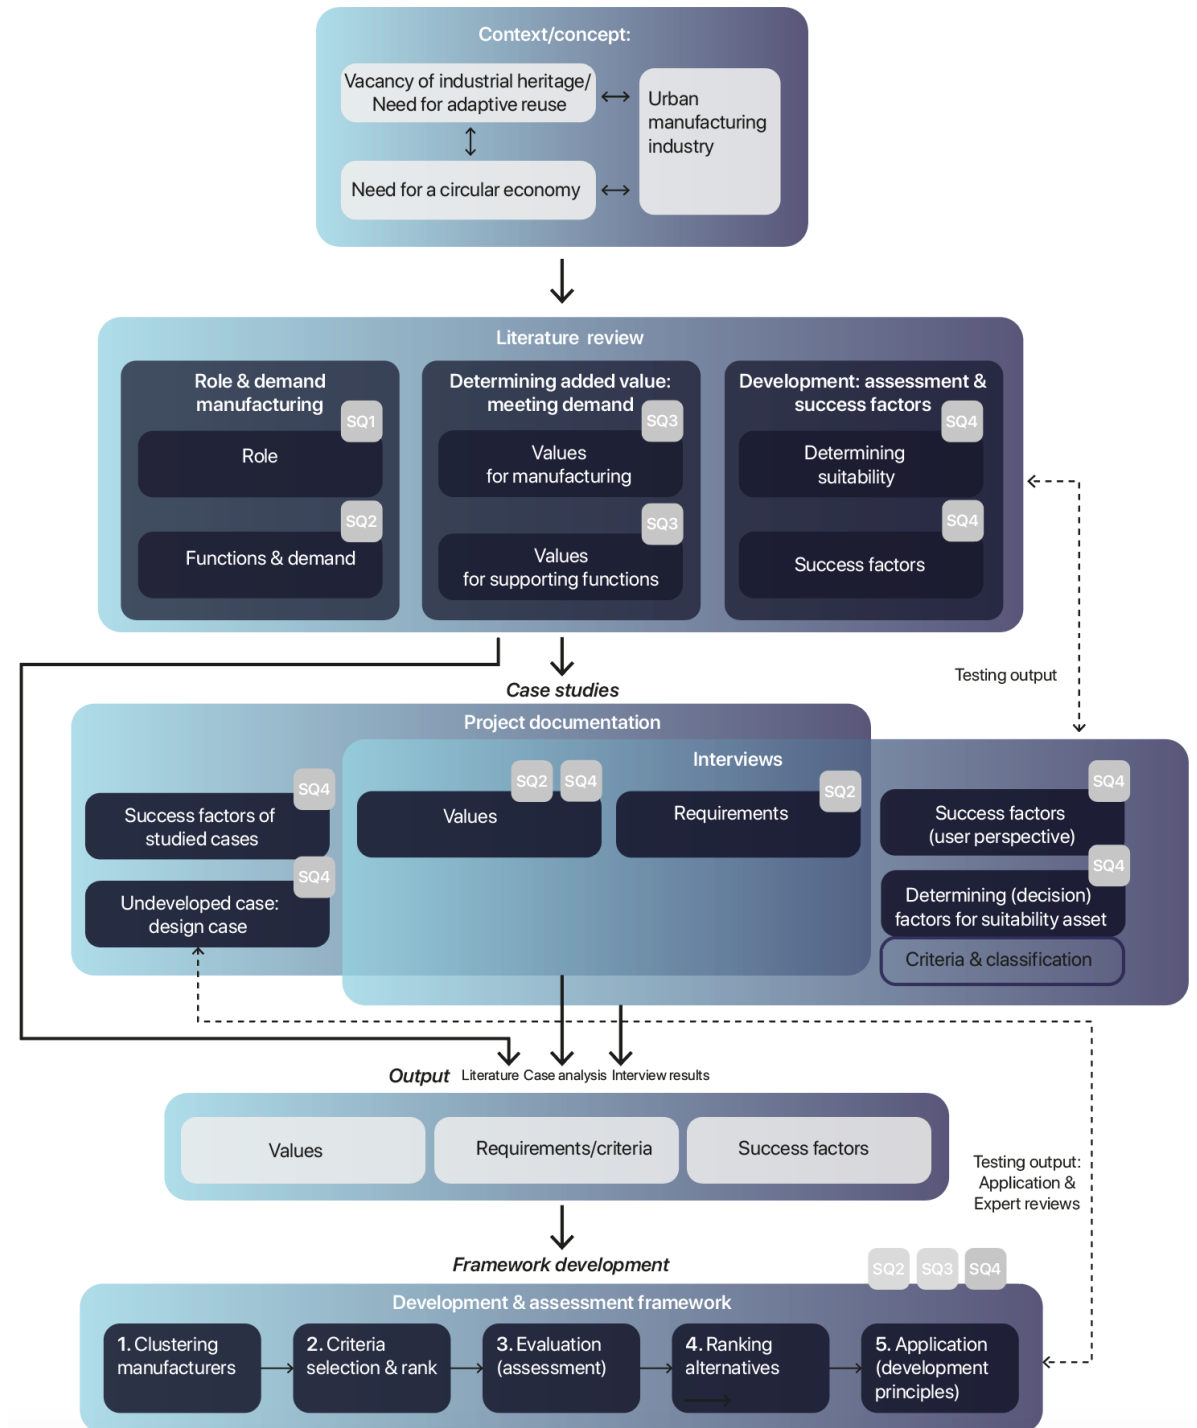 Context/concept:
Vacancy of industrial heritage/
Need for adaptive reuse
Urban
manufacturing
industry
Need for a circular economy
Literature review
Role & demand
manufacturing
SQ1
Role
SQ2
Functions & demand
Determining added value:
meeting demand
SQ3
Values
for manufacturing
SQ3
Values
for supporting functions
Development: assessment &
success factors
SQ4
Determining
suitability
SQ4
Success factors
Testing output
Case studies
Project documentation
Interviews
SQ4
Success factors of
studied cases
SQ4
Undeveloped case:
design case
SQ2 SQ4
Values
SQ2
Requirements
SQ4
Success factors
(user perspective)
SQ4
Determining (decision)
factors for suitability asset
Criteria & classification
Output Literature Case analysis Interview results
Values
Requirements/criteria
Success factors
Testing output:
Application &
Expert reviews
Framework development
SQ2 SQ3 SQ4
Development & assessment framework
1. Clustering
manufacturers
2. Criteria
selection & rank
3. Evaluation
(assessment)
4. Ranking
alternatives
5. Application
(development
principles)